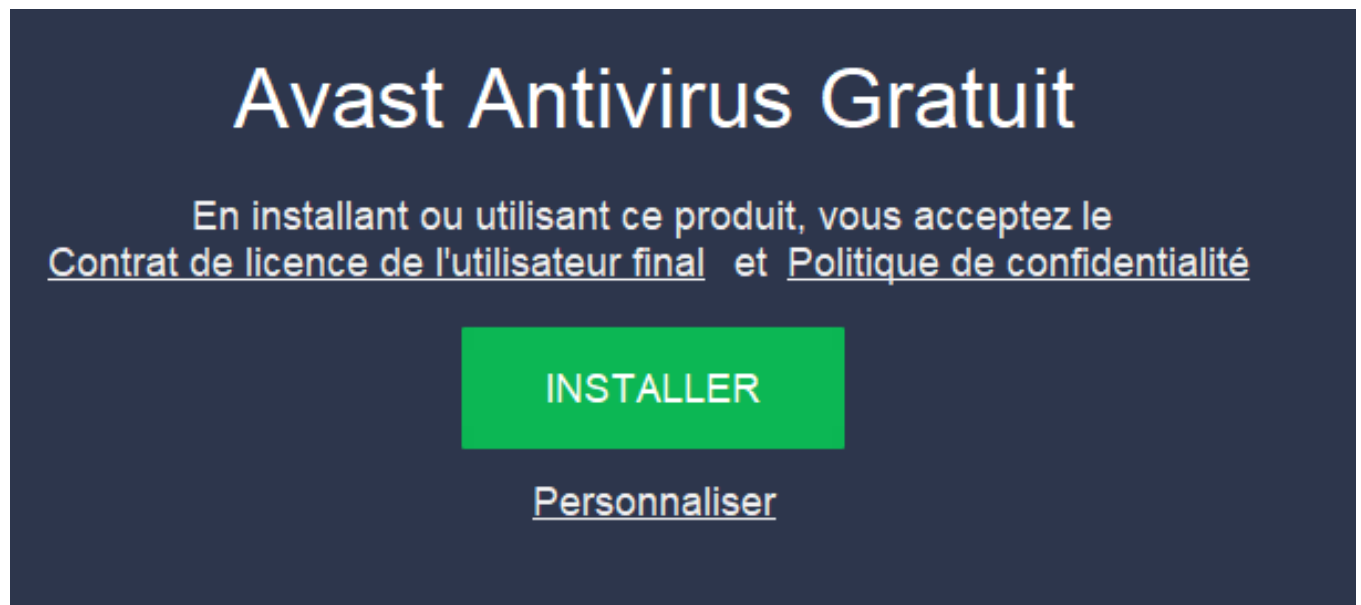 Avast Antivirus Gratuit
En installant ou utilisant ce produit, vous acceptez le
Contrat de licence de l'utilisateur final et Politique de confidentialité
INSTALLER
Personnaliser